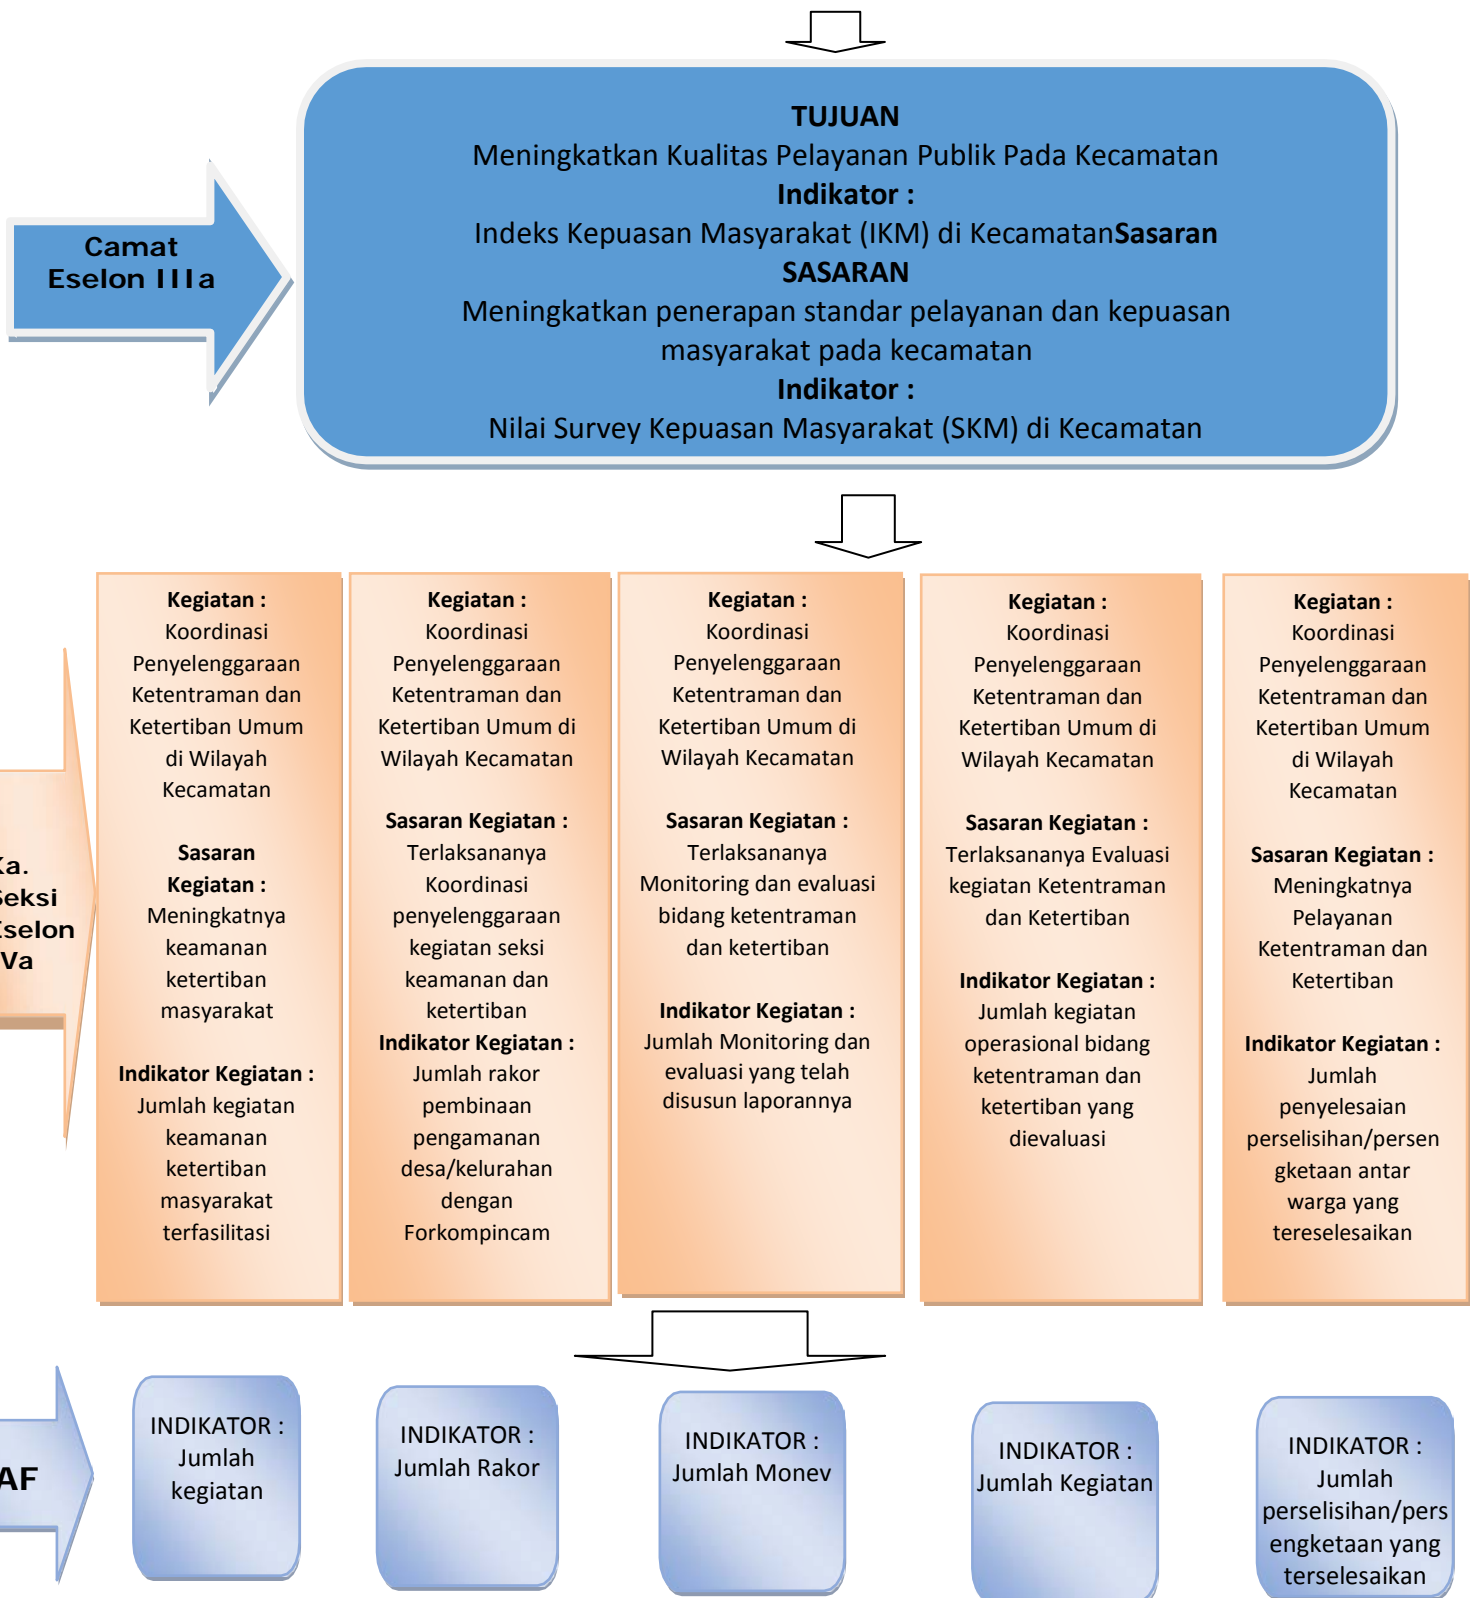 TUJUAN
Meningkatkan Kualitas Pelayanan Publik Pada Kecamatan
Indikator :
Indeks Kepuasan Masyarakat (IKM) di KecamatanSasaran
SASARAN
Meningkatkan penerapan standar pelayanan dan kepuasan
masyarakat pada kecamatan
Indikator :
Nilai Survey Kepuasan Masyarakat (SKM) di Kecamatan
Camat
Eselon IIIa
Ka.
Seksi
Eselon
Va
Kegiatan :
Koordinasi
Penyelenggaraan
Ketentraman dan
Ketertiban Umum
di Wilayah
Kecamatan
Sasaran
Kegiatan :
Meningkatnya
keamanan
ketertiban
masyarakat
Indikator Kegiatan :
Jumlah kegiatan
keamanan
ketertiban
masyarakat
terfasilitasi
Kegiatan :
Koordinasi
Penyelenggaraan
Ketentraman dan
Ketertiban Umum di
Wilayah Kecamatan
Sasaran Kegiatan :
Terlaksananya
Koordinasi
penyelenggaraan
kegiatan seksi
keamanan dan
ketertiban
Indikator Kegiatan :
Jumlah rakor
pembinaan
pengamanan
desa/kelurahan
dengan
Forkompincam
Kegiatan :
Koordinasi
Penyelenggaraan
Ketentraman dan
Ketertiban Umum di
Wilayah Kecamatan
Sasaran Kegiatan :
Terlaksananya
Monitoring dan evaluasi
bidang ketentraman
dan ketertiban
Indikator Kegiatan :
Jumlah Monitoring dan
evaluasi yang telah
disusun laporannya
Kegiatan :
Koordinasi
Penyelenggaraan
Ketentraman dan
Ketertiban Umum di
Wilayah Kecamatan
Sasaran Kegiatan :
Terlaksananya Evaluasi
kegiatan Ketentraman
dan Ketertiban
Indikator Kegiatan :
Jumlah kegiatan
operasional bidang
ketentraman dan
ketertiban yang
dievaluasi
Kegiatan :
Koordinasi
Penyelenggaraan
Ketentraman dan
Ketertiban Umum
di Wilayah
Kecamatan
Sasaran Kegiatan :
Meningkatnya
Pelayanan
Ketentraman dan
Ketertiban
Indikator Kegiatan :
Jumlah
penyelesaian
perselisihan/persen
gketaan antar
warga yang
tereselesaikan
AF
INDIKATOR :
Jumlah
kegiatan
INDIKATOR :
Jumlah Rakor
INDIKATOR :
Jumlah Monev
INDIKATOR :
Jumlah Kegiatan
INDIKATOR :
Jumlah
perselisihan/pers
engketaan yang
terselesaikan